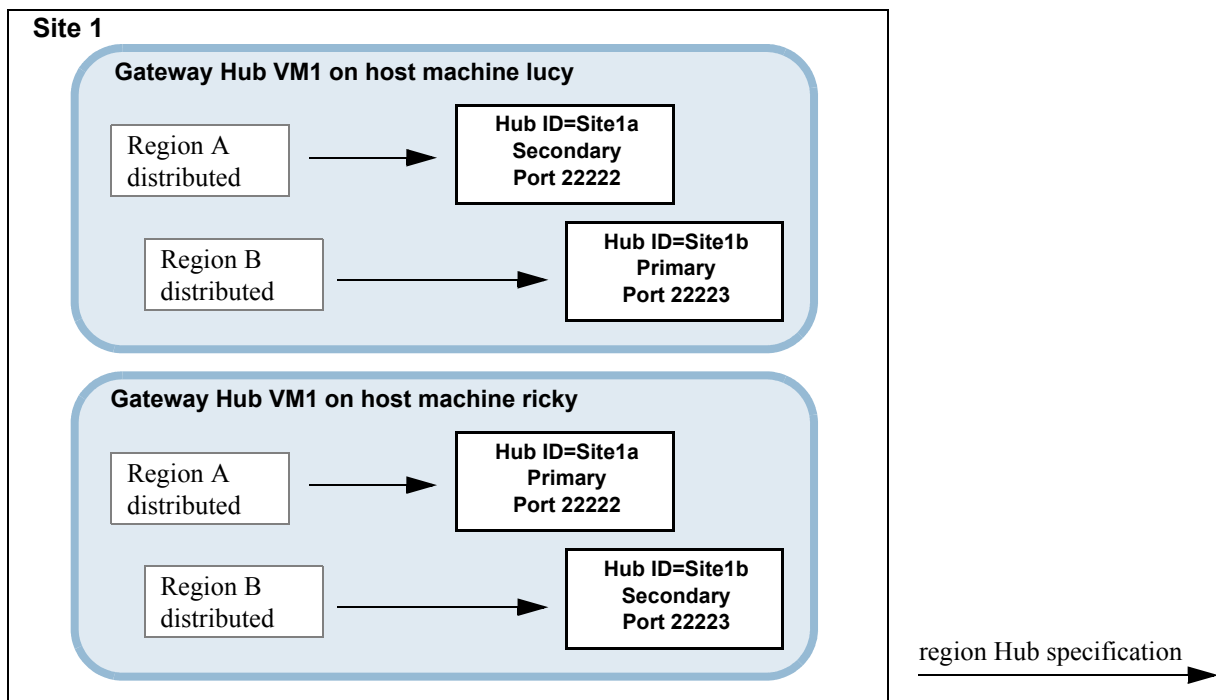 Site 1
Gateway Hub VM1 on host machine lucy
Region A
distributed
Hub ID=Site1a
Secondary
Port 22222
Region B
distributed
Hub ID=Site1b
Primary
Port 22223
Gateway Hub VM1 on host machine ricky
Region A
distributed
Hub ID=Site1a
Primary
Port 22222
Region B
distributed
Hub ID=Site1b
Secondary
Port 22223
region Hub specification